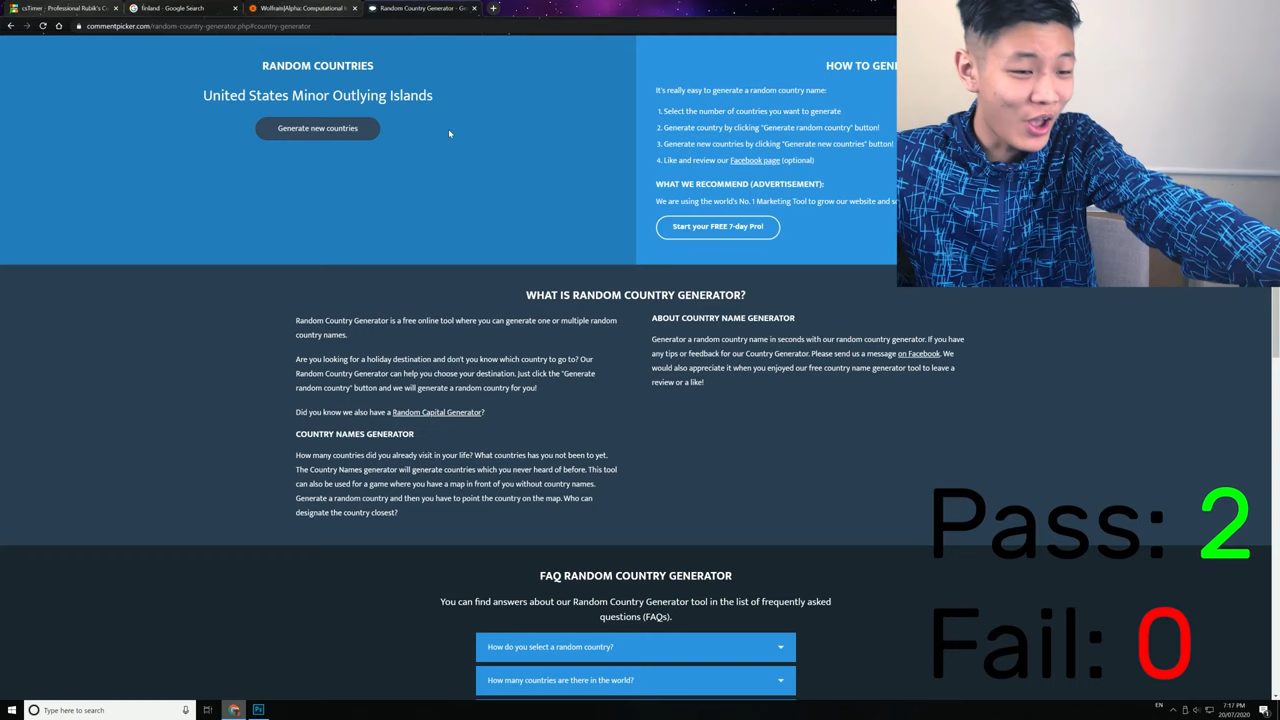 csTimer - Professional Rubik's Cu
finland - Google Search
Wolfram|Alpha: Computational I
Random Country Generator - Ge
commentpicker.com/random-country-generator.php#country-generator
RANDOM COUNTRIES
United States Minor Outlying Islands
Generate new countries
HOW TO GEN
It's really easy to generate a random country name:
1. Select the number of countries you want to generate
2. Generate country by clicking "Generate random country" button!
3. Generate new countries by clicking "Generate new countries" button!
4. Like and review our Facebook page (optional)
WHAT WE RECOMMEND (ADVERTISEMENT):
We are using the world's No. 1 Marketing Tool to grow our website and so
Start your FREE 7-day Pro!
WHAT IS RANDOM COUNTRY GENERATOR?
Random Country Generator is a free online tool where you can generate one or multiple random
country names.
Are you looking for a holiday destination and don't you know which country to go to? Our
Random Country Generator can help you choose your destination. Just click the "Generate
random country" button and we will generate a random country for you!
Did you know we also have a Random Capital Generator?
COUNTRY NAMES GENERATOR
How many countries did you already visit in your life? What countries has you not been to yet.
The Country Names generator will generate countries which you never heard of before. This tool
can also be used for a game where you have a map in front of you without country names.
Generate a random country and then you have to point the country on the map. Who can
designate the country closest?
ABOUT COUNTRY NAME GENERATOR
Generator a random country name in seconds with our random country generator. If you have
any tips or feedback for our Country Generator. Please send us a message on Facebook. We
would also appreciate it when you enjoyed our free country name generator tool to leave a
review or a like!
Pass: 2
Fail: 0
FAQ RANDOM COUNTRY GENERATOR
You can find answers about our Random Country Generator tool in the list of frequently asked
questions (FAQs).
How do you select a random country?
How many countries are there in the world?
Type here to search
Ps
EN
7:17 PM
20/07/2020